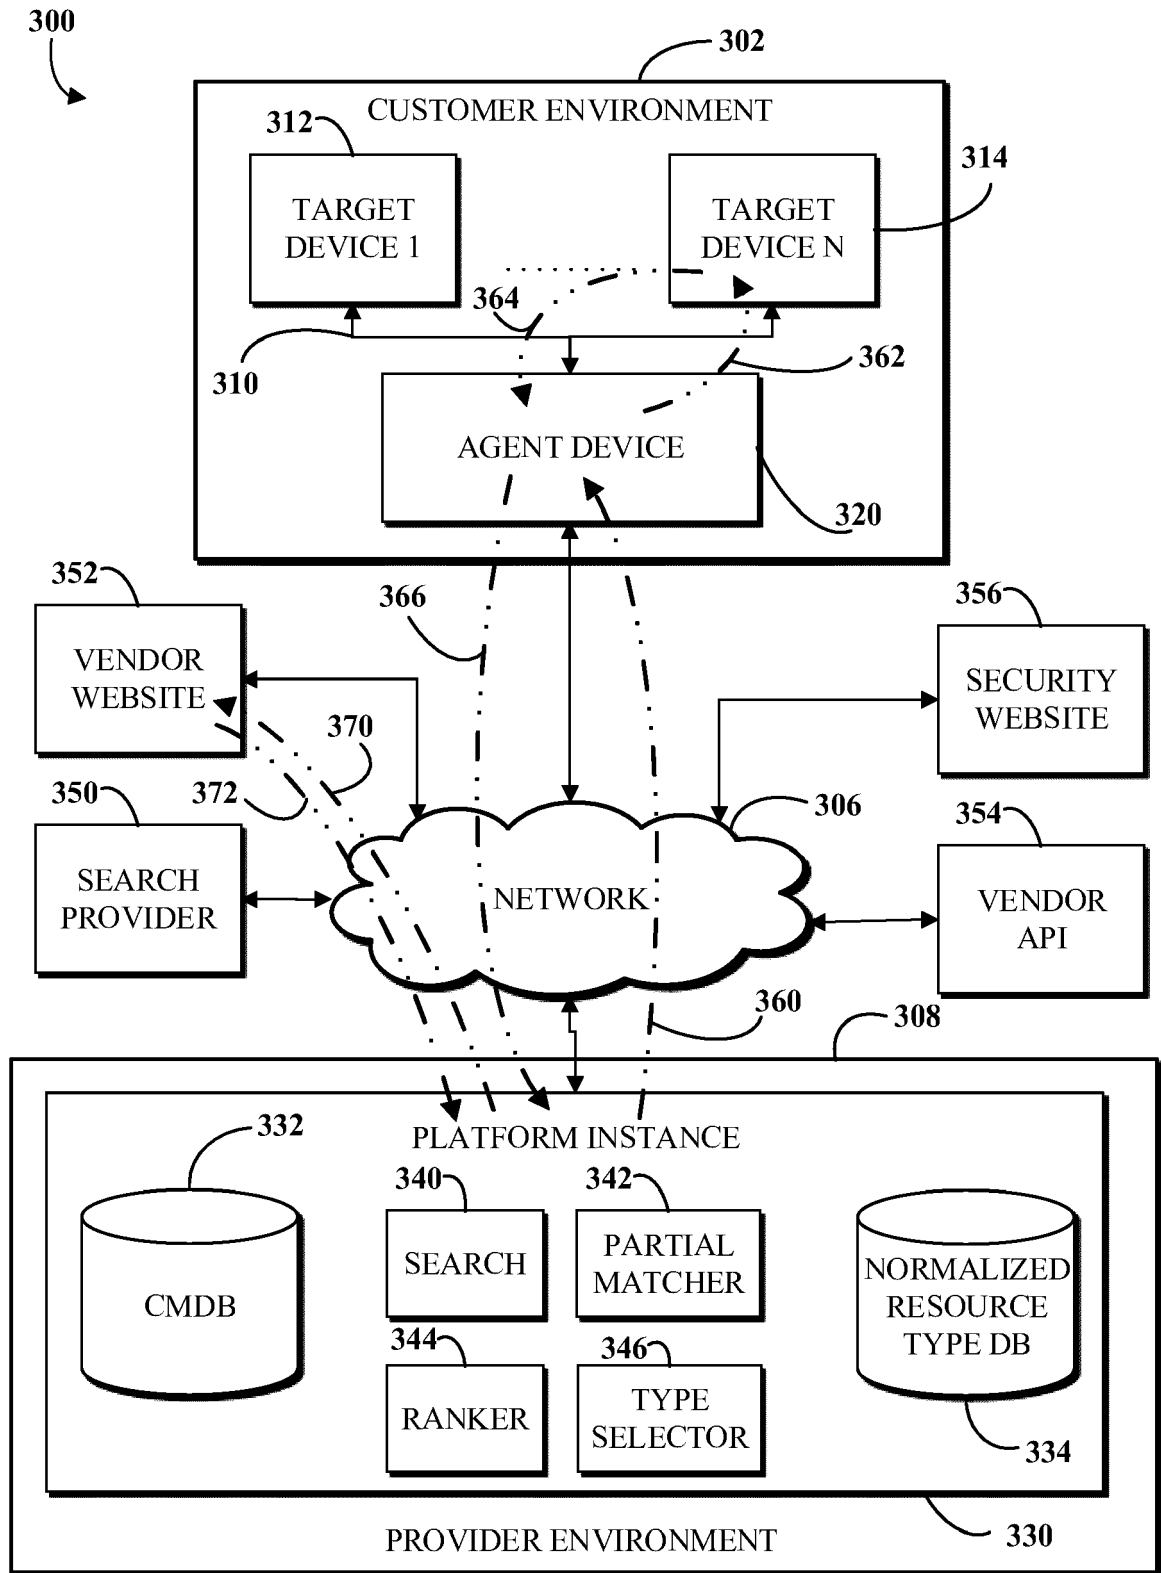 300
302
CUSTOMER ENVIRONMENT
312
314
TARGET
DEVICE 1
TARGET
DEVICE N
364
310
362
AGENT DEVICE
320
352
366
356
VENDOR
WEBSITE
SECURITY
WEBSITE
370
372
350
306
354
SEARCH
PROVIDER
NETWORK
VENDOR
API
360
308
PLATFORM INSTANCE
332
340
342
CMDB
SEARCH
PARTIAL
MATCHER
NORMALIZED
RESOURCE
TYPE DB
344
346
RANKER
TYPE
SELECTOR
334
330
PROVIDER ENVIRONMENT